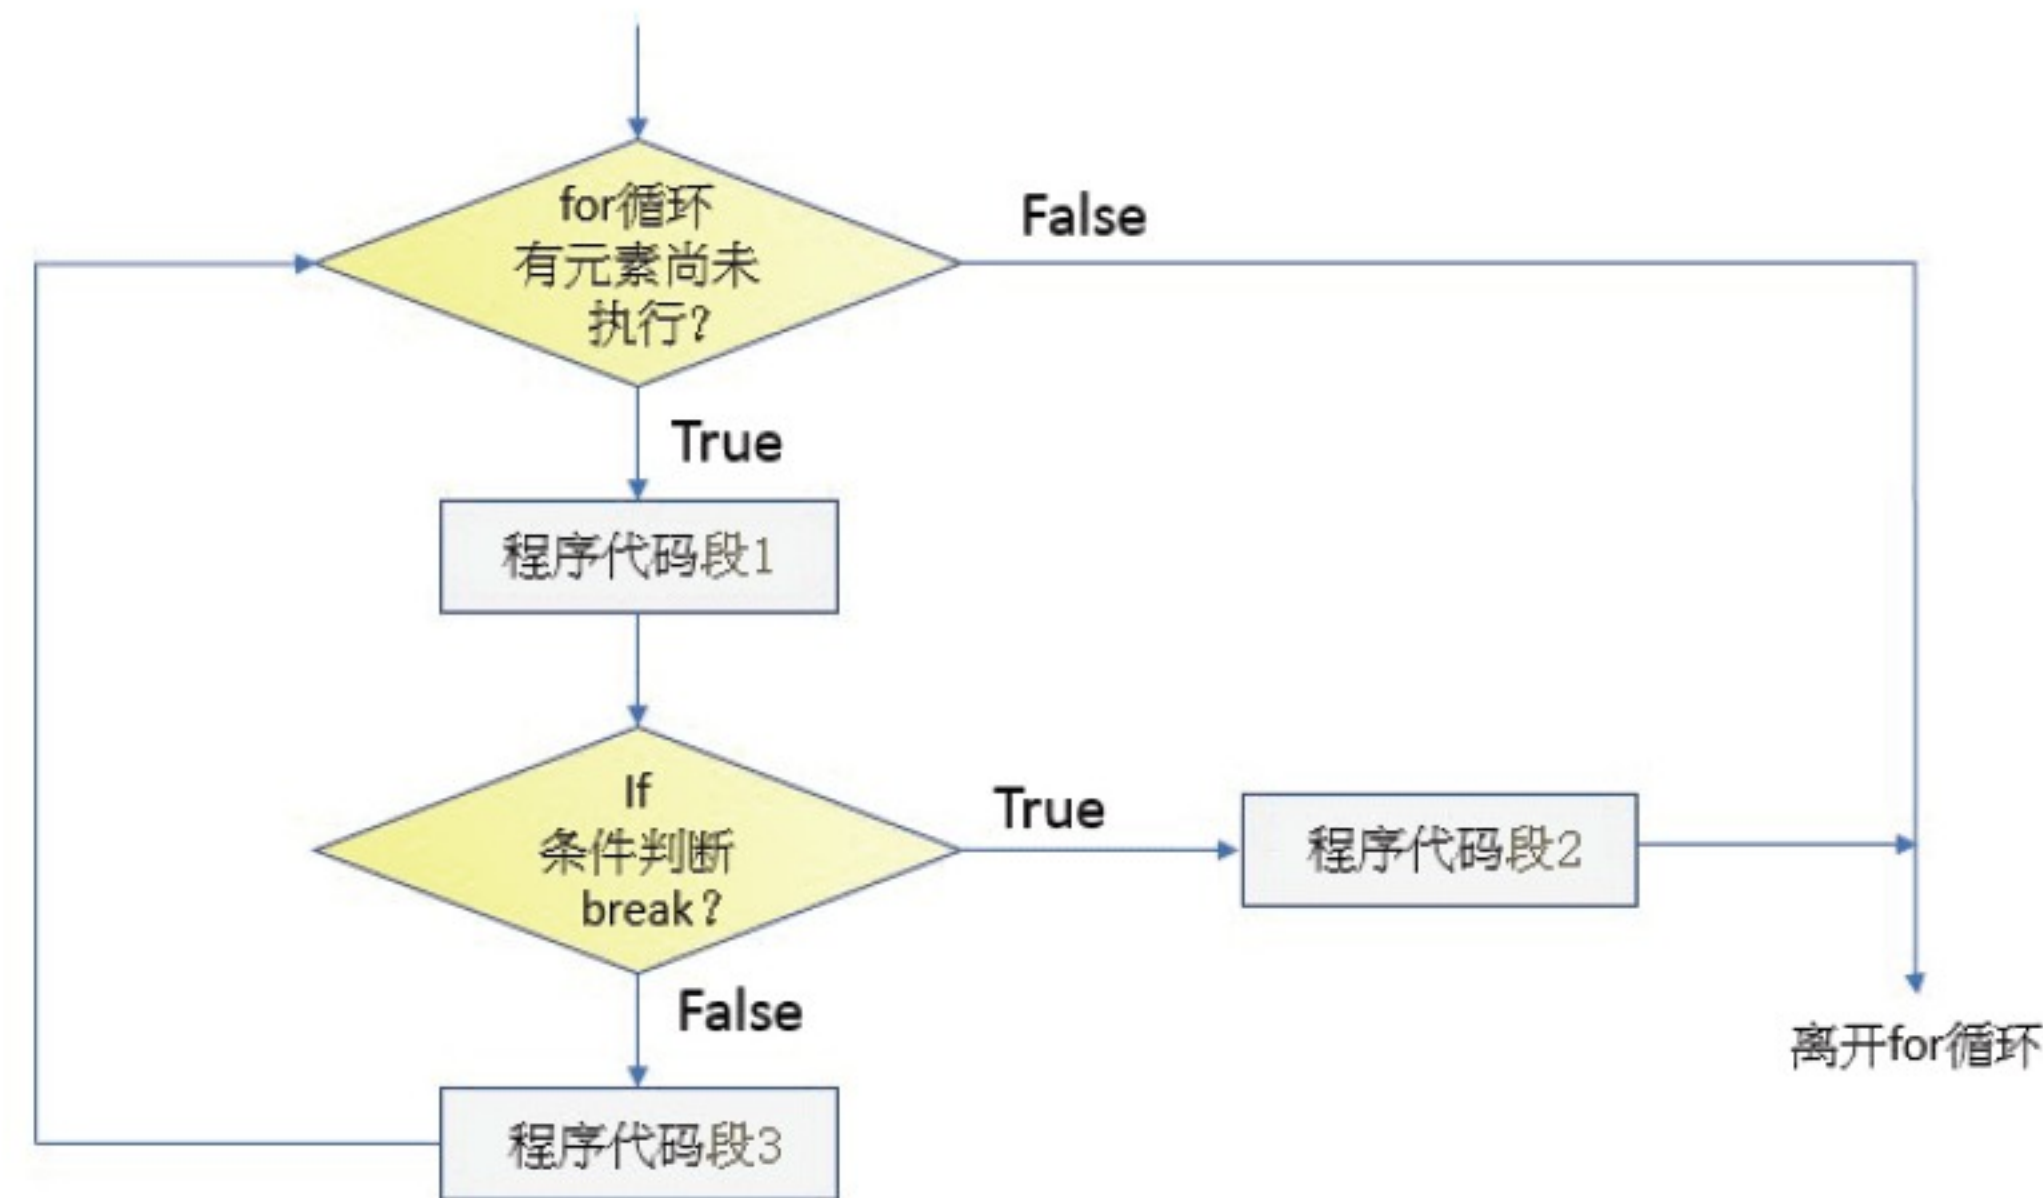 for循环
有元素尚未
执行？
False
True
程序代码段1
If
条件判断
break？
True
程序代码段2
False
离开for循环
程序代码段3